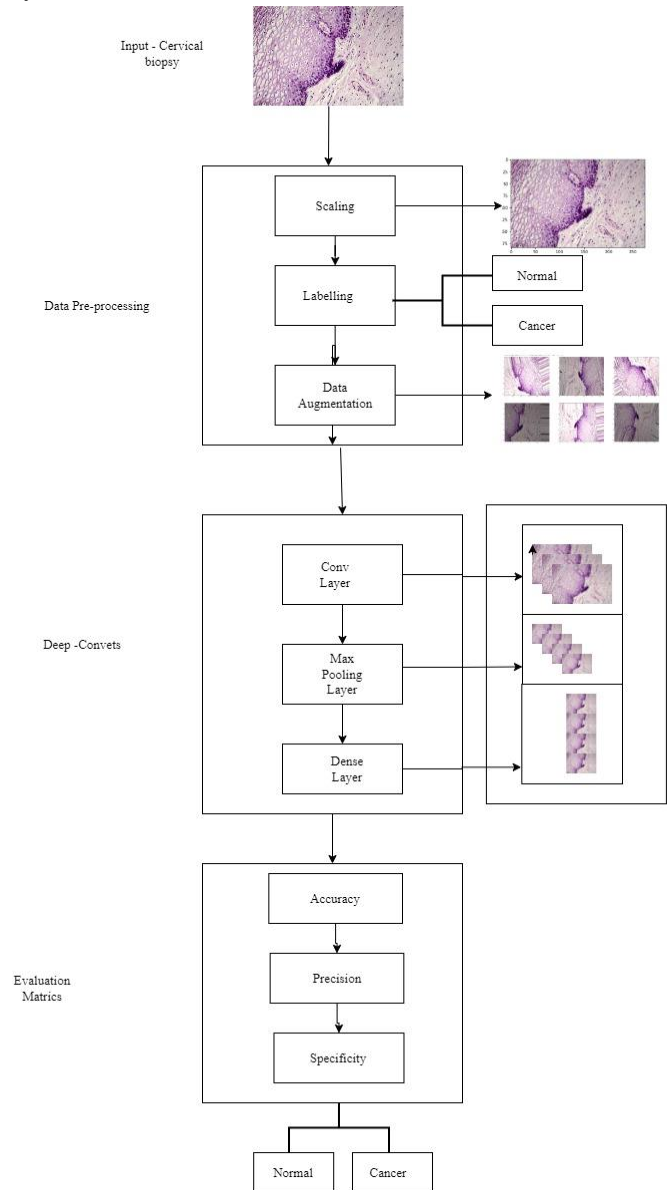 Input - Cervical
biopsy
Scaling
Labelling
Normal
Cancer
Data Pre-processing
Data
Augmentation
Conv
Layer
Deep -Convets
Max
Pooling
Layer
Dense
Layer
Accuracy
Evaluation
Matrics
Precision
Specificity
Normal
Cancer